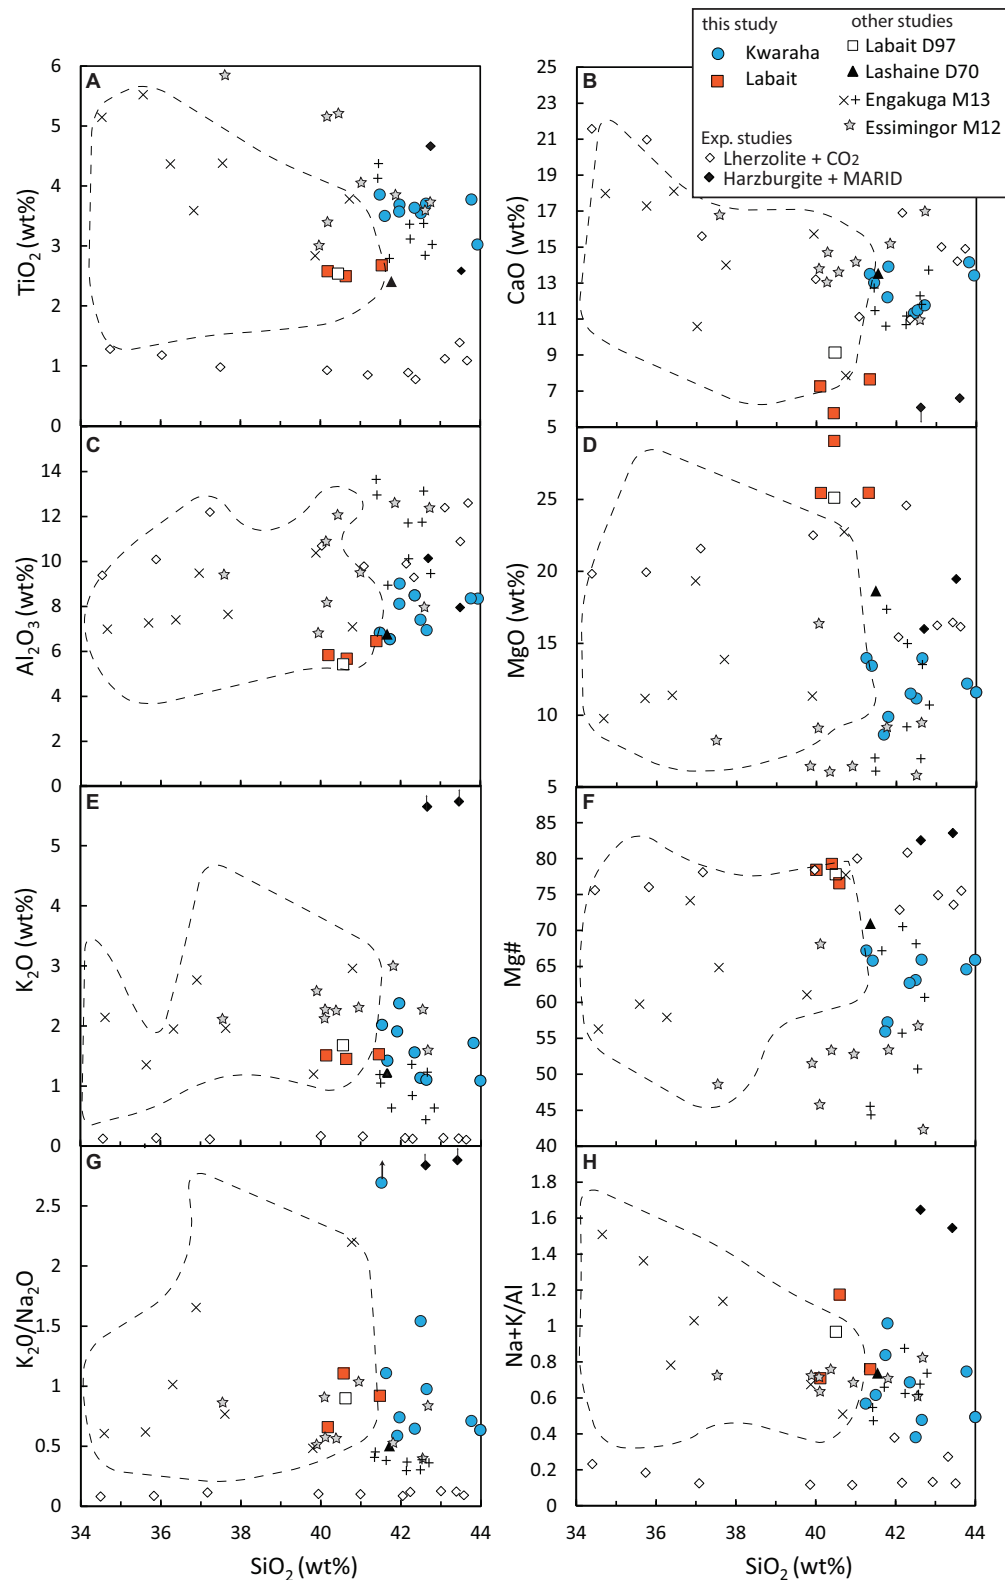 this study
other studies
Kwaraha
Labait
Labait D97
Lashaine D70
Engakuga M13
Essimingor M12
Exp. studies
Lherzolite + CO2
Harzburgite + MARID
A
6
5
4
3
2
1
0
TiO2 (wt%)
B
25
23
21
19
17
15
13
11
9
7
5
CaO (wt%)
C
14
12
10
8
6
4
2
0
Al2O3 (wt%)
D
25
20
15
10
5
MgO (wt%)
E
5
4
3
2
1
0
K2O (wt%)
F
85
80
75
70
65
60
55
50
45
40
Mg#
G
2.5
2
1.5
1
0.5
0
K20/Na2O
H
1.8
1.6
1.4
1.2
1
0.8
0.6
0.4
0.2
0
Na+K/Al
34 36 38 40 42 44
SiO2 (wt%)
34 36 38 40 42 44
SiO2 (wt%)